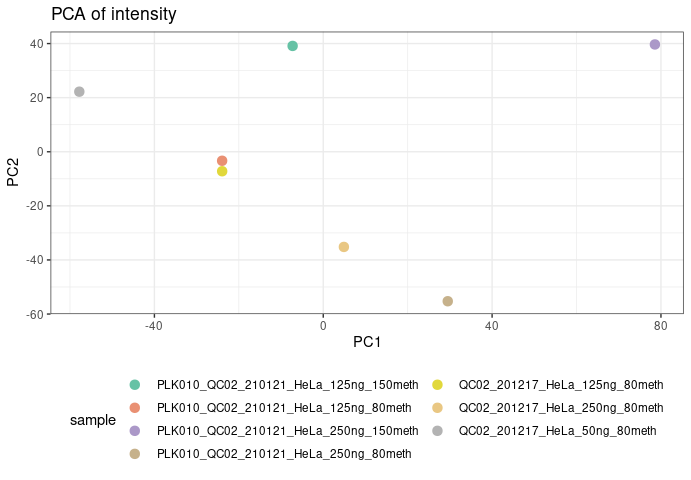 PCA of intensity
40
20
0
-20
-40
-60
PC2
-40
0
40
80
PC1
sample
PLK010_QC02_210121_HeLa_125ng_150meth
PLK010_QC02_210121_HeLa_125ng_80meth
PLK010_QC02_210121_HeLa_250ng_150meth
PLK010_QC02_210121_HeLa_250ng_80meth
QC02_201217_HeLa_125ng_80meth
QC02_201217_HeLa_250ng_80meth
QC02_201217_HeLa_50ng_80meth